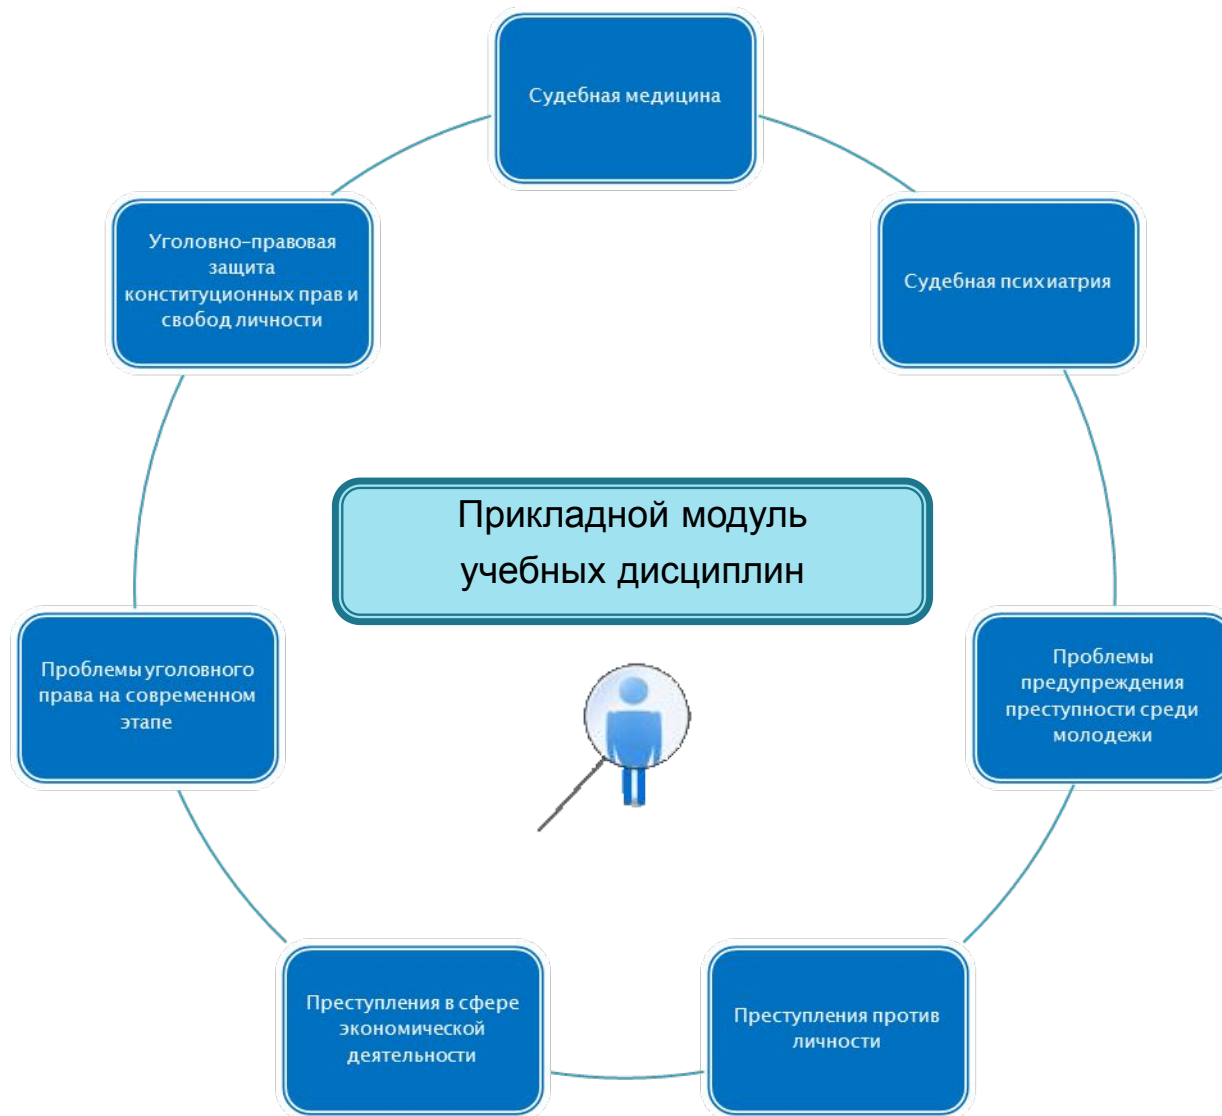 Судебная медицина
Судебная психиатрия
Проблемы
предупреждения
преступности среди
молодежи
Преступления против
личности
Преступления в сфере
экономической
деятельности
Проблемы уголовного
права на современном
этапе
Уголовно-правовая
защита
конституционных прав и
свобод личности
Прикладной модуль
учебных дисциплин